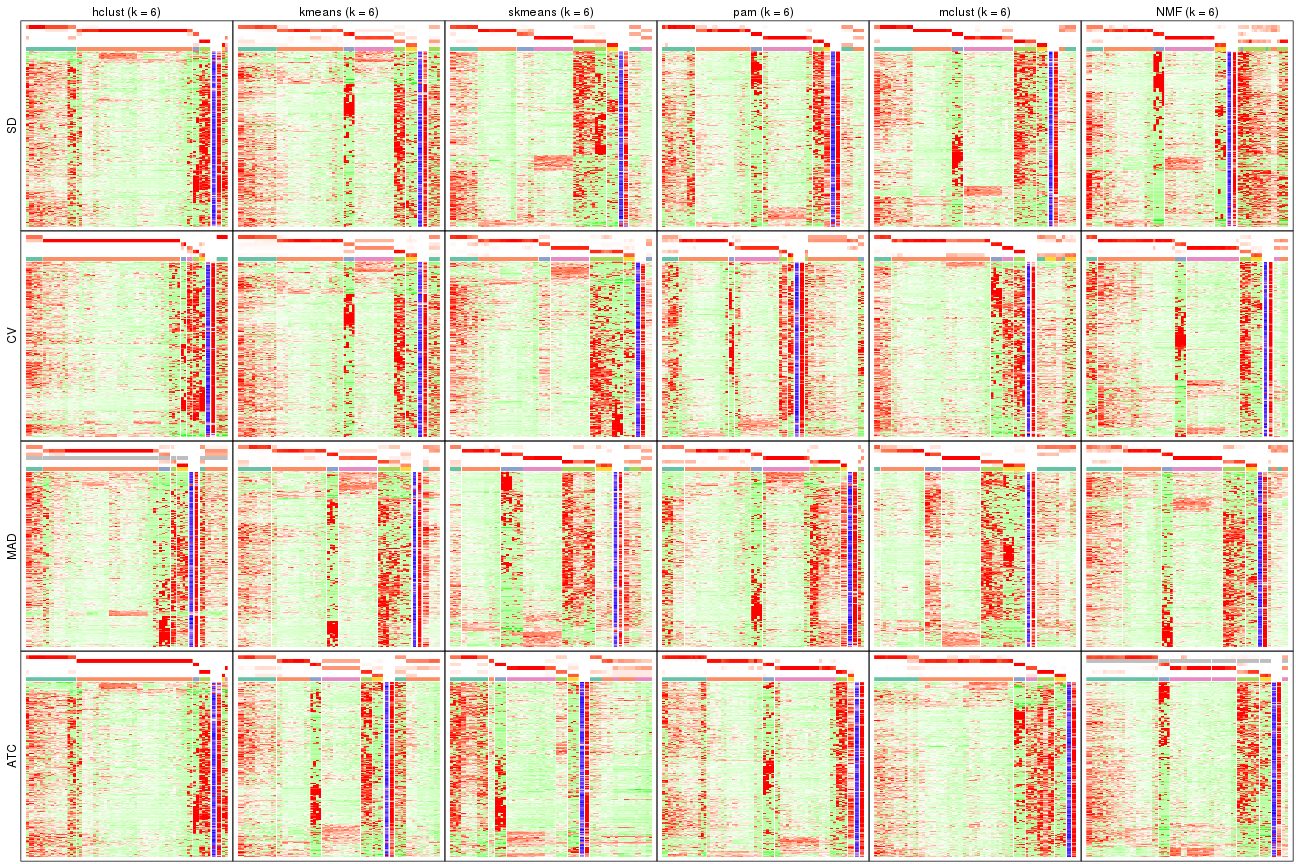 hclust (k = 6) kmeans (k = 6) skmeans (k = 6) pam (k = 6) mclust (k = 6) NMF (k = 6)
SD
CV
MAD
ATC